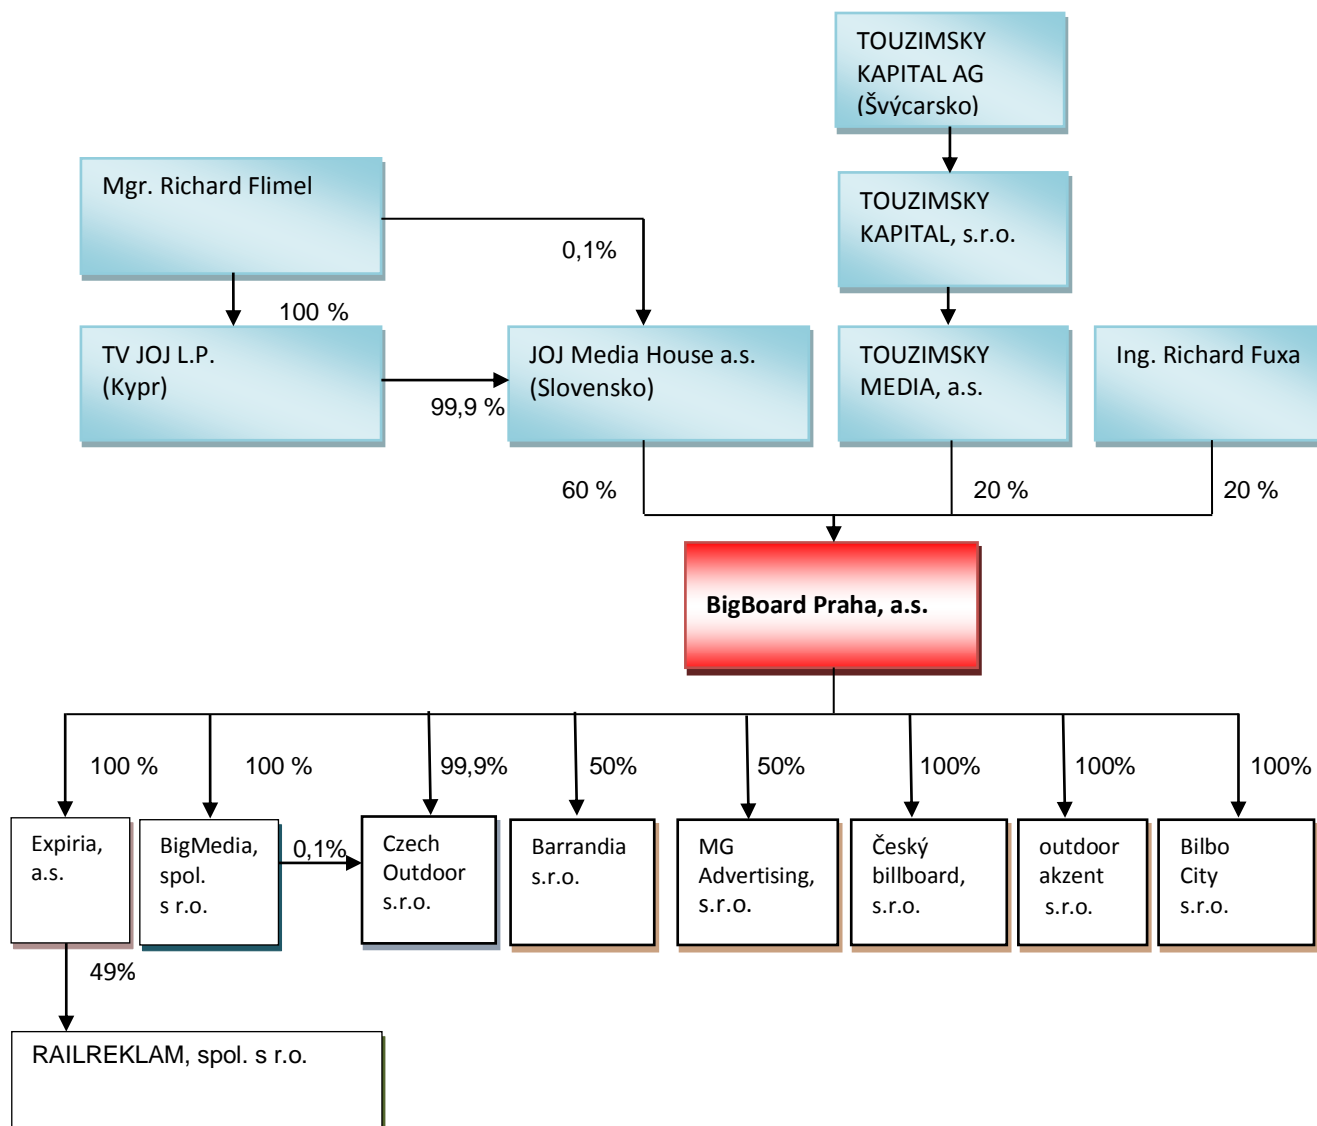 TOUZIMSKY
KAPITAL AG
(Švýcarsko)
Mgr. Richard Flimel
TOUZIMSKY
KAPITAL, s.r.o.
0,1%
100 %
TV JOJ L.P.
(Kypr)
99,9 %
JOJ Media House a.s.
(Slovensko)
TOUZIMSKY
MEDIA, a.s.
Ing. Richard Fuxa
60 %
20 %
20 %
BigBoard Praha, a.s.
100 %
100 %
99,9%
50%
50%
100%
100%
100%
Expiria,
a.s.
BigMedia,
spol.
s r.o.
0,1%
Czech
Outdoor
s.r.o.
Barrandia
s.r.o.
MG
Advertising,
s.r.o.
Český
billboard,
s.r.o.
outdoor
akzent
s.r.o.
Bilbo
City
s.r.o.
49%
RAILREKLAM, spol. s r.o.